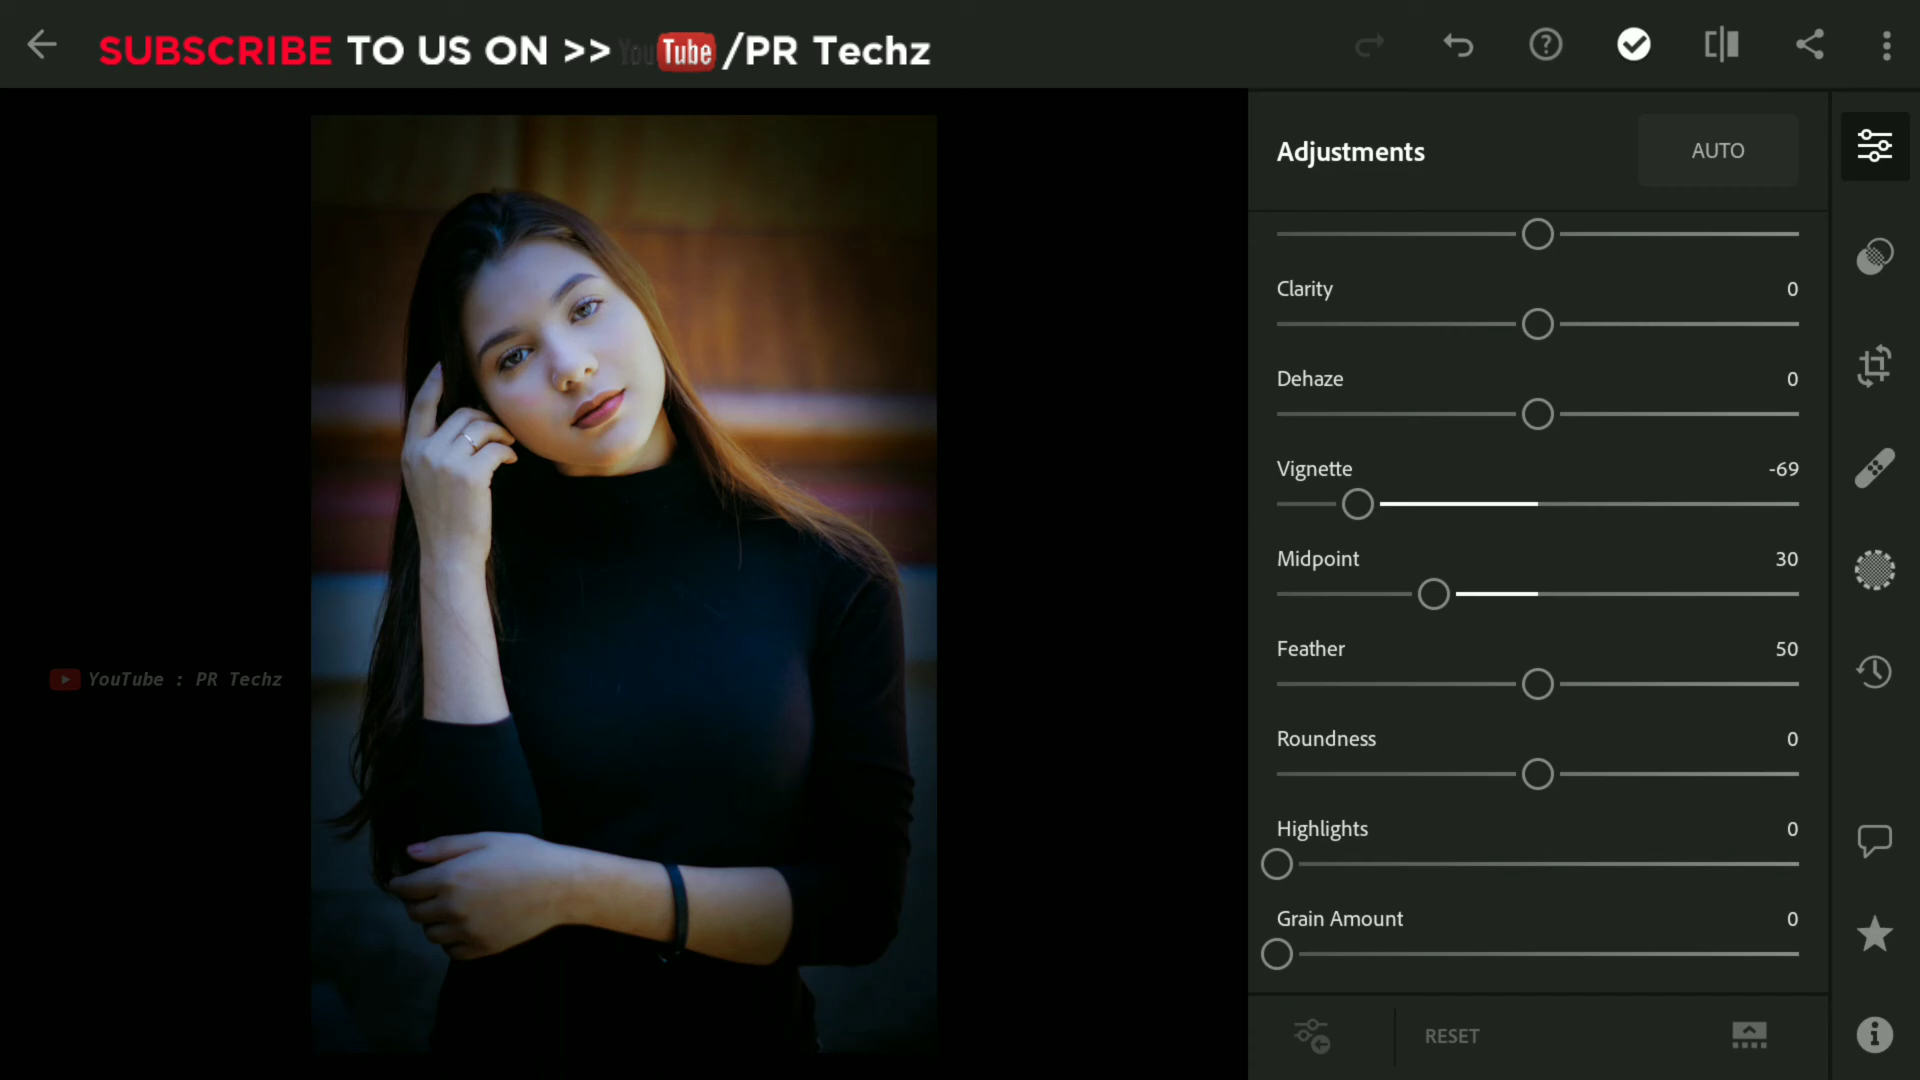 SUBSCRIBE TO US ON >> YouTube /PR Techz
Adjustments
AUTO
Clarity 0
Dehaze 0
Vignette -69
Midpoint 30
Feather 50
Roundness 0
Highlights 0
Grain Amount 0
RESET
YouTube : PR Techz